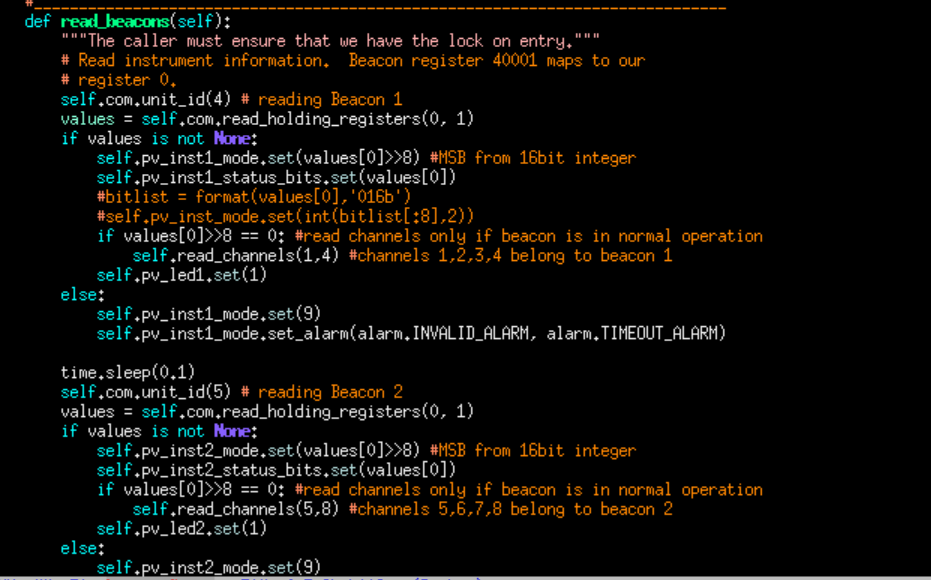 #_____________________________________________________________________________
def read_beacons(self):
    """The caller must ensure that we have the lock on entry."""
    # Read instrument information.  Beacon register 40001 maps to our
    # register 0.
    self.com.unit_id(4) # reading Beacon 1
    values = self.com.read_holding_registers(0, 1)
    if values is not None:
        self.pv_inst1_mode.set(values[0]>>8) #MSB from 16bit integer
        self.pv_inst1_status_bits.set(values[0])
        #bitlist = format(values[0],'016b')
        #self.pv_inst_mode.set(int(bitlist[:8],2))
        if values[0]>>8 == 0: #read channels only if beacon is in normal operation
            self.read_channels(1,4) #channels 1,2,3,4 belong to beacon 1
        self.pv_led1.set(1)
    else:
        self.pv_inst1_mode.set(9)
        self.pv_inst1_mode.set_alarm(alarm.INVALID_ALARM, alarm.TIMEOUT_ALARM)

    time.sleep(0.1)
    self.com.unit_id(5) # reading Beacon 2
    values = self.com.read_holding_registers(0, 1)
    if values is not None:
        self.pv_inst2_mode.set(values[0]>>8) #MSB from 16bit integer
        self.pv_inst2_status_bits.set(values[0])
        if values[0]>>8 == 0: #read channels only if beacon is in normal operation
            self.read_channels(5,8) #channels 5,6,7,8 belong to beacon 2
        self.pv_led2.set(1)
    else:
        self.pv_inst2_mode.set(9)